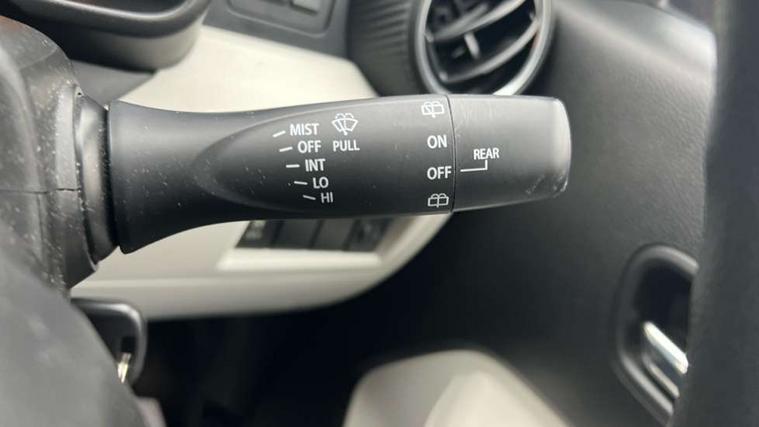 MIST
OFF PULL
INT
LO
HI
ON
OFF
REAR